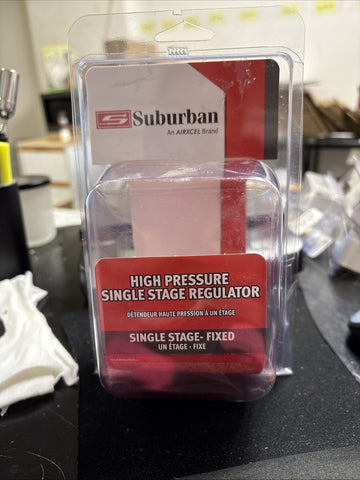 Suburban
An AIRXCEL Brand
HIGH PRESSURE
SINGLE STAGE REGULATOR
DÉTENDEUR HAUTE PRESSION À UN ÉTAGE
SINGLE STAGE- FIXED
UN ÉTAGE - FIXE